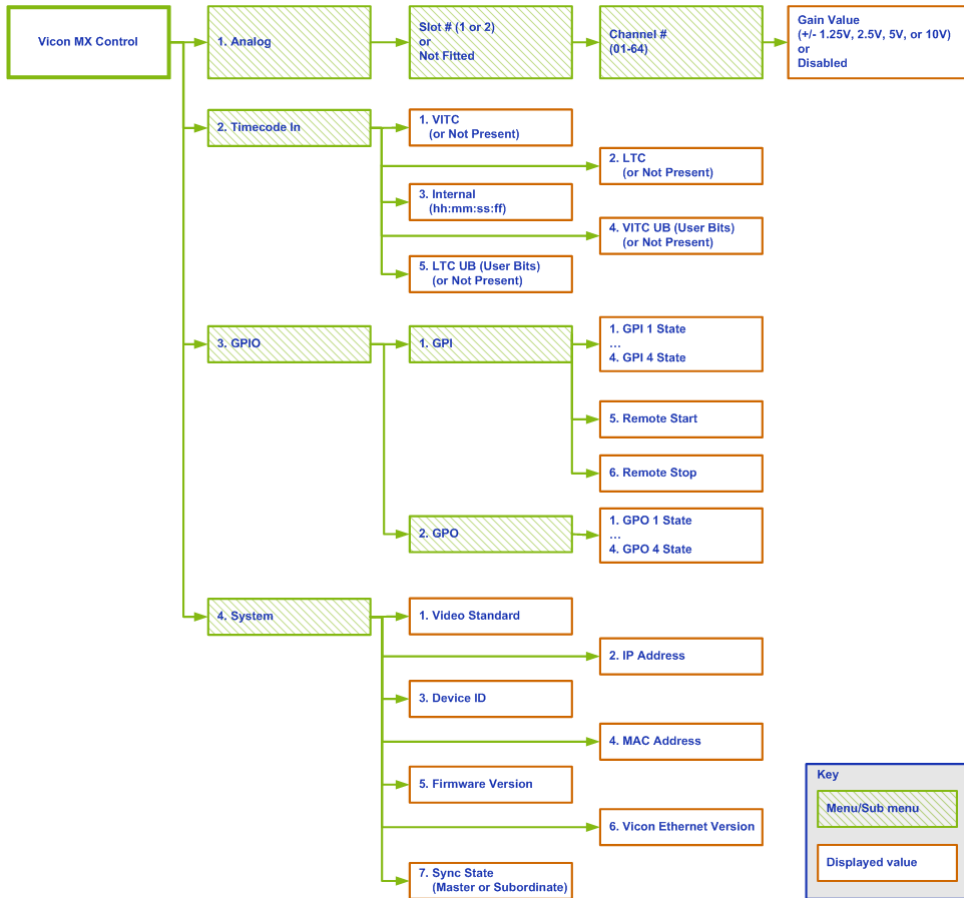 Vicon MX Control
1. Analog
Slot # (1 or 2)
or
Not Fitted
Channel #
(01-64)
Gain Value
(+/- 1.25V, 2.5V, 5V, or 10V)
or
Disabled
2. Timecode In
1. VITC
(or Not Present)
2. LTC
(or Not Present)
3. Internal
(hh:mm:ss:ff)
4. VITC UB (User Bits)
(or Not Present)
5. LTC UB (User Bits)
(or Not Present)
3. GPIO
1. GPI
1. GPI 1 State
...
4. GPI 4 State
5. Remote Start
6. Remote Stop
2. GPO
1. GPO 1 State
...
4. GPO 4 State
4. System
1. Video Standard
2. IP Address
3. Device ID
4. MAC Address
5. Firmware Version
6. Vicon Ethernet Version
7. Sync State
(Master or Subordinate)
Key
Menu/Sub menu
Displayed value